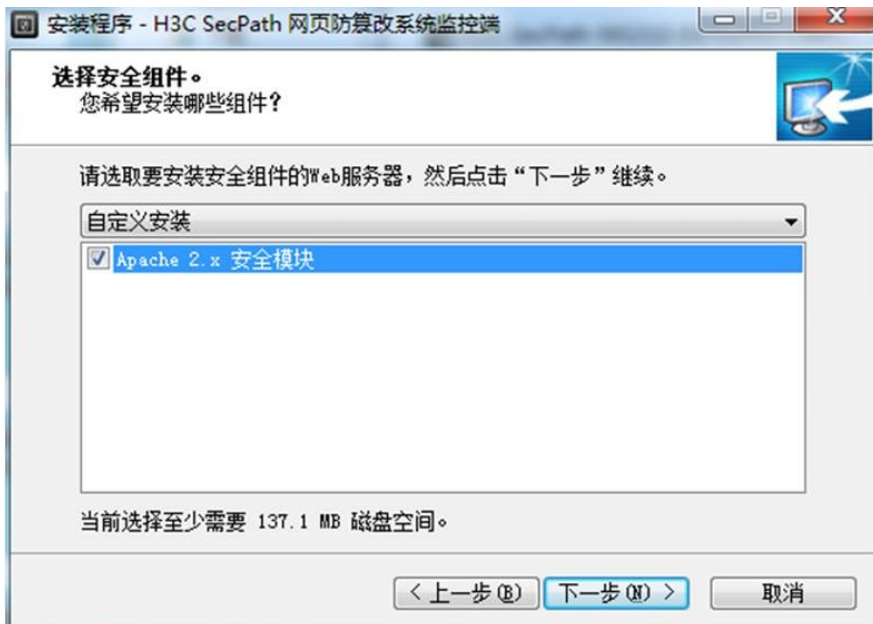 安装程序 - H3C SecPath 网页防篡改系统监控端
选择安全组件。
您希望安装哪些组件？
请选取要安装安全组件的Web服务器，然后点击“下一步”继续。
自定义安装
Apache 2.x 安全模块
当前选择至少需要 137.1 MB 磁盘空间。
< 上一步(B) 下一步(N) > 取消